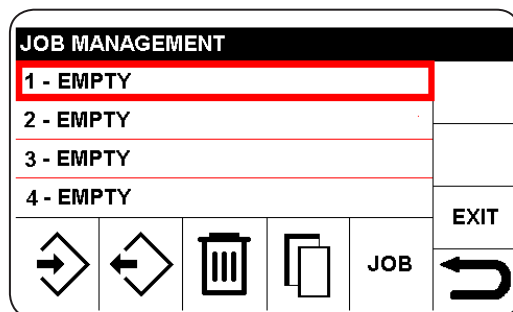 JOB MANAGEMENT
1 - EMPTY
2 - EMPTY
3 - EMPTY
4 - EMPTY
EXIT
JOB